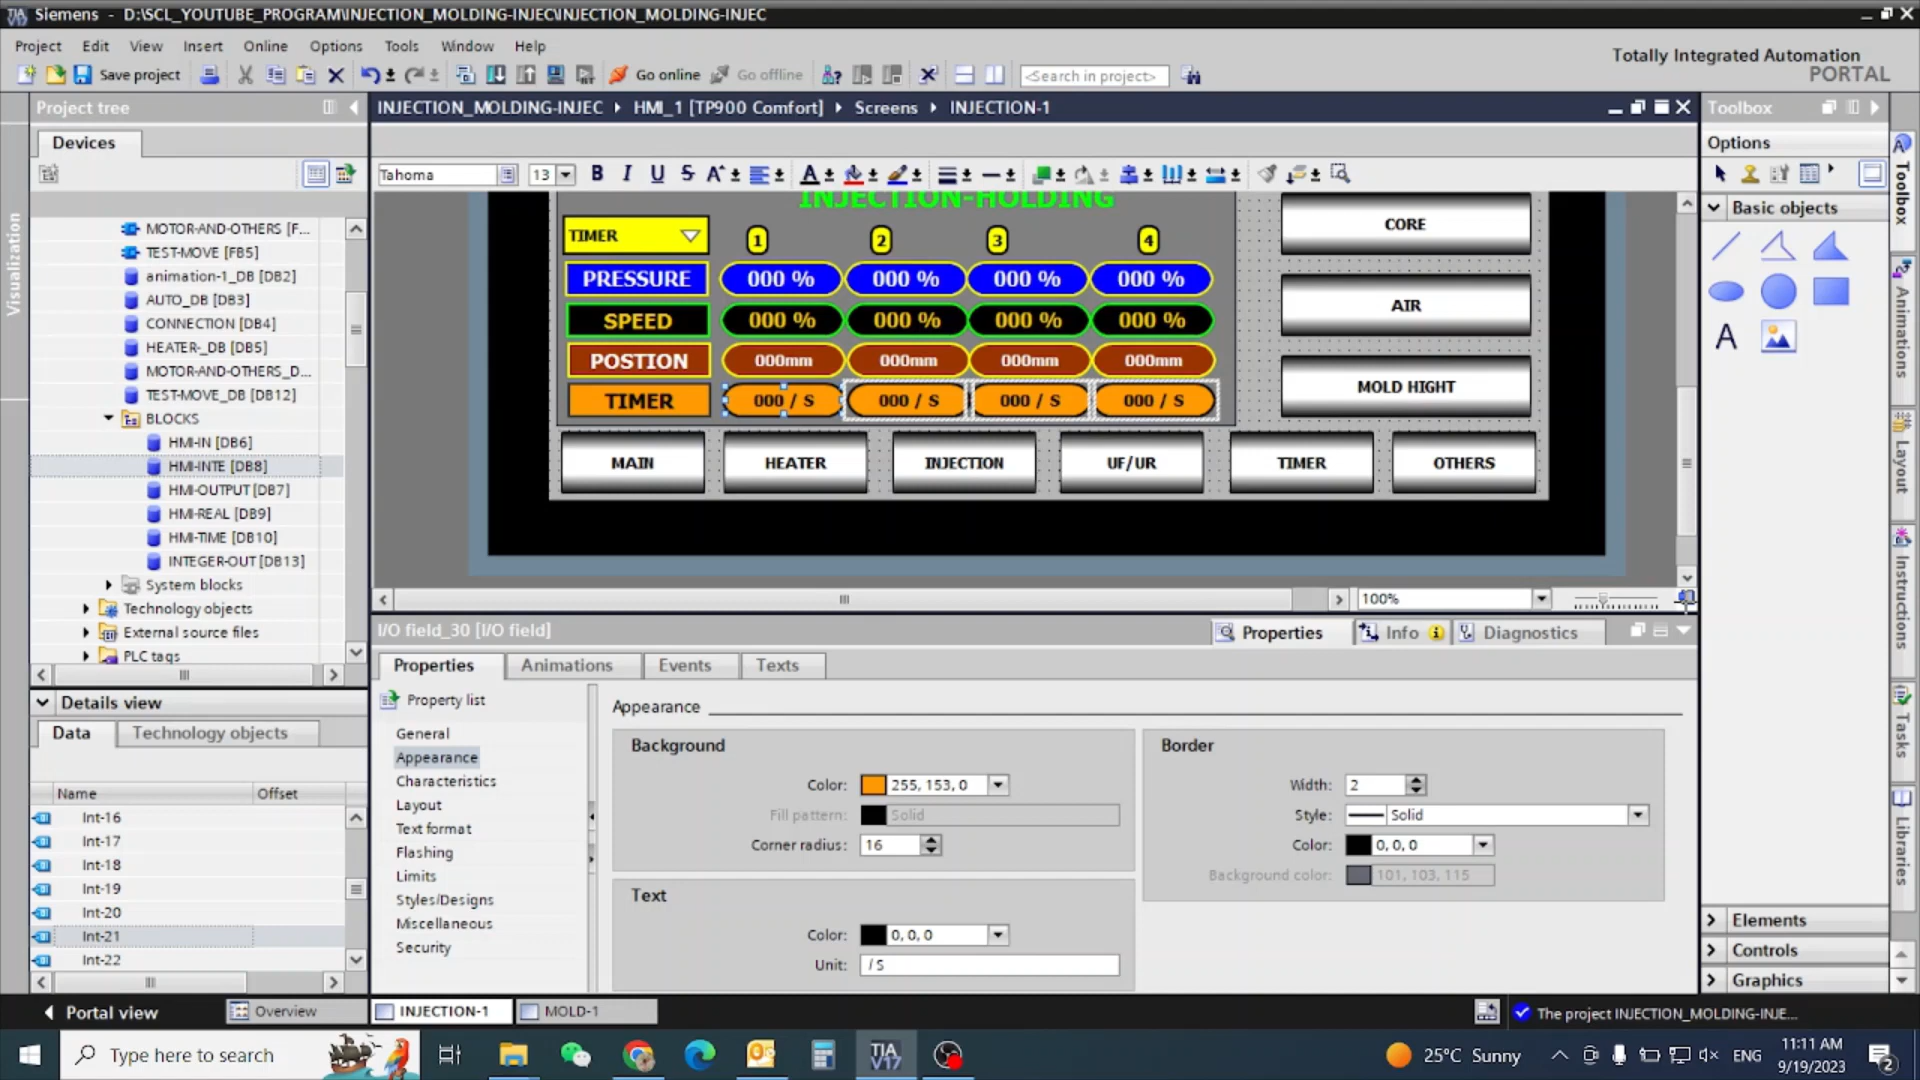 Siemens - D:\SCL_YOUTUBE_PROGRAM\INJECTION_MOLDING-INJEC\INJECTION_MOLDING-INJEC
Project Edit View Insert Online Options Tools Window Help
Totally Integrated Automation
PORTAL
Save project
Go online
Go offline
<Search in project>
Project tree
INJECTION_MOLDING-INJEC HMI_1 [TP900 Comfort] Screens INJECTION-1
Toolbox
Devices
Options
Tahoma 13 B I U S A
Visualization
MOTOR-AND-OTHERS [F...
TEST-MOVE [FB5]
animation-1_DB [DB2]
AUTO_DB [DB3]
CONNECTION [DB4]
HEATER-_DB [DB5]
MOTOR-AND-OTHERS_D...
TEST-MOVE_DB [DB12]
BLOCKS
HMI-IN [DB6]
HMI-INTE [DB8]
HMI-OUTPUT [DB7]
HMI-REAL [DB9]
HMI-TIME [DB10]
INTEGER-OUT [DB13]
System blocks
Technology objects
External source files
PLC tags
INJECTION-HOLDING
TIMER 1 2 3 4
PRESSURE 000 % 000 % 000 % 000 %
SPEED 000 % 000 % 000 % 000 %
POSTION 000mm 000mm 000mm 000mm
TIMER 000 / S 000 / S 000 / S 000 / S
CORE
AIR
MOLD HIGHT
MAIN HEATER INJECTION UF/UR TIMER OTHERS
100%
Basic objects
A
Elements
Controls
Graphics
Toolbox
Animations
Layout
Instructions
Tasks
Libraries
Details view
Data Technology objects
Name Offset
Int-16
Int-17
Int-18
Int-19
Int-20
Int-21
Int-22
I/O field_30 [I/O field]
Properties Info Diagnostics
Properties Animations Events Texts
Property list
General
Appearance
Characteristics
Layout
Text format
Flashing
Limits
Styles/Designs
Miscellaneous
Security
Appearance
Background
Color: 255, 153, 0
Fill pattern: Solid
Corner radius: 16
Text
Color: 0, 0, 0
Unit: / S
Border
Width: 2
Style: Solid
Color: 0, 0, 0
Background color: 101, 103, 115
Portal view Overview INJECTION-1 MOLD-1
The project INJECTION_MOLDING-INJE...
Type here to search
TIA
V17
25°C Sunny
ENG
11:11 AM
9/19/2023
2